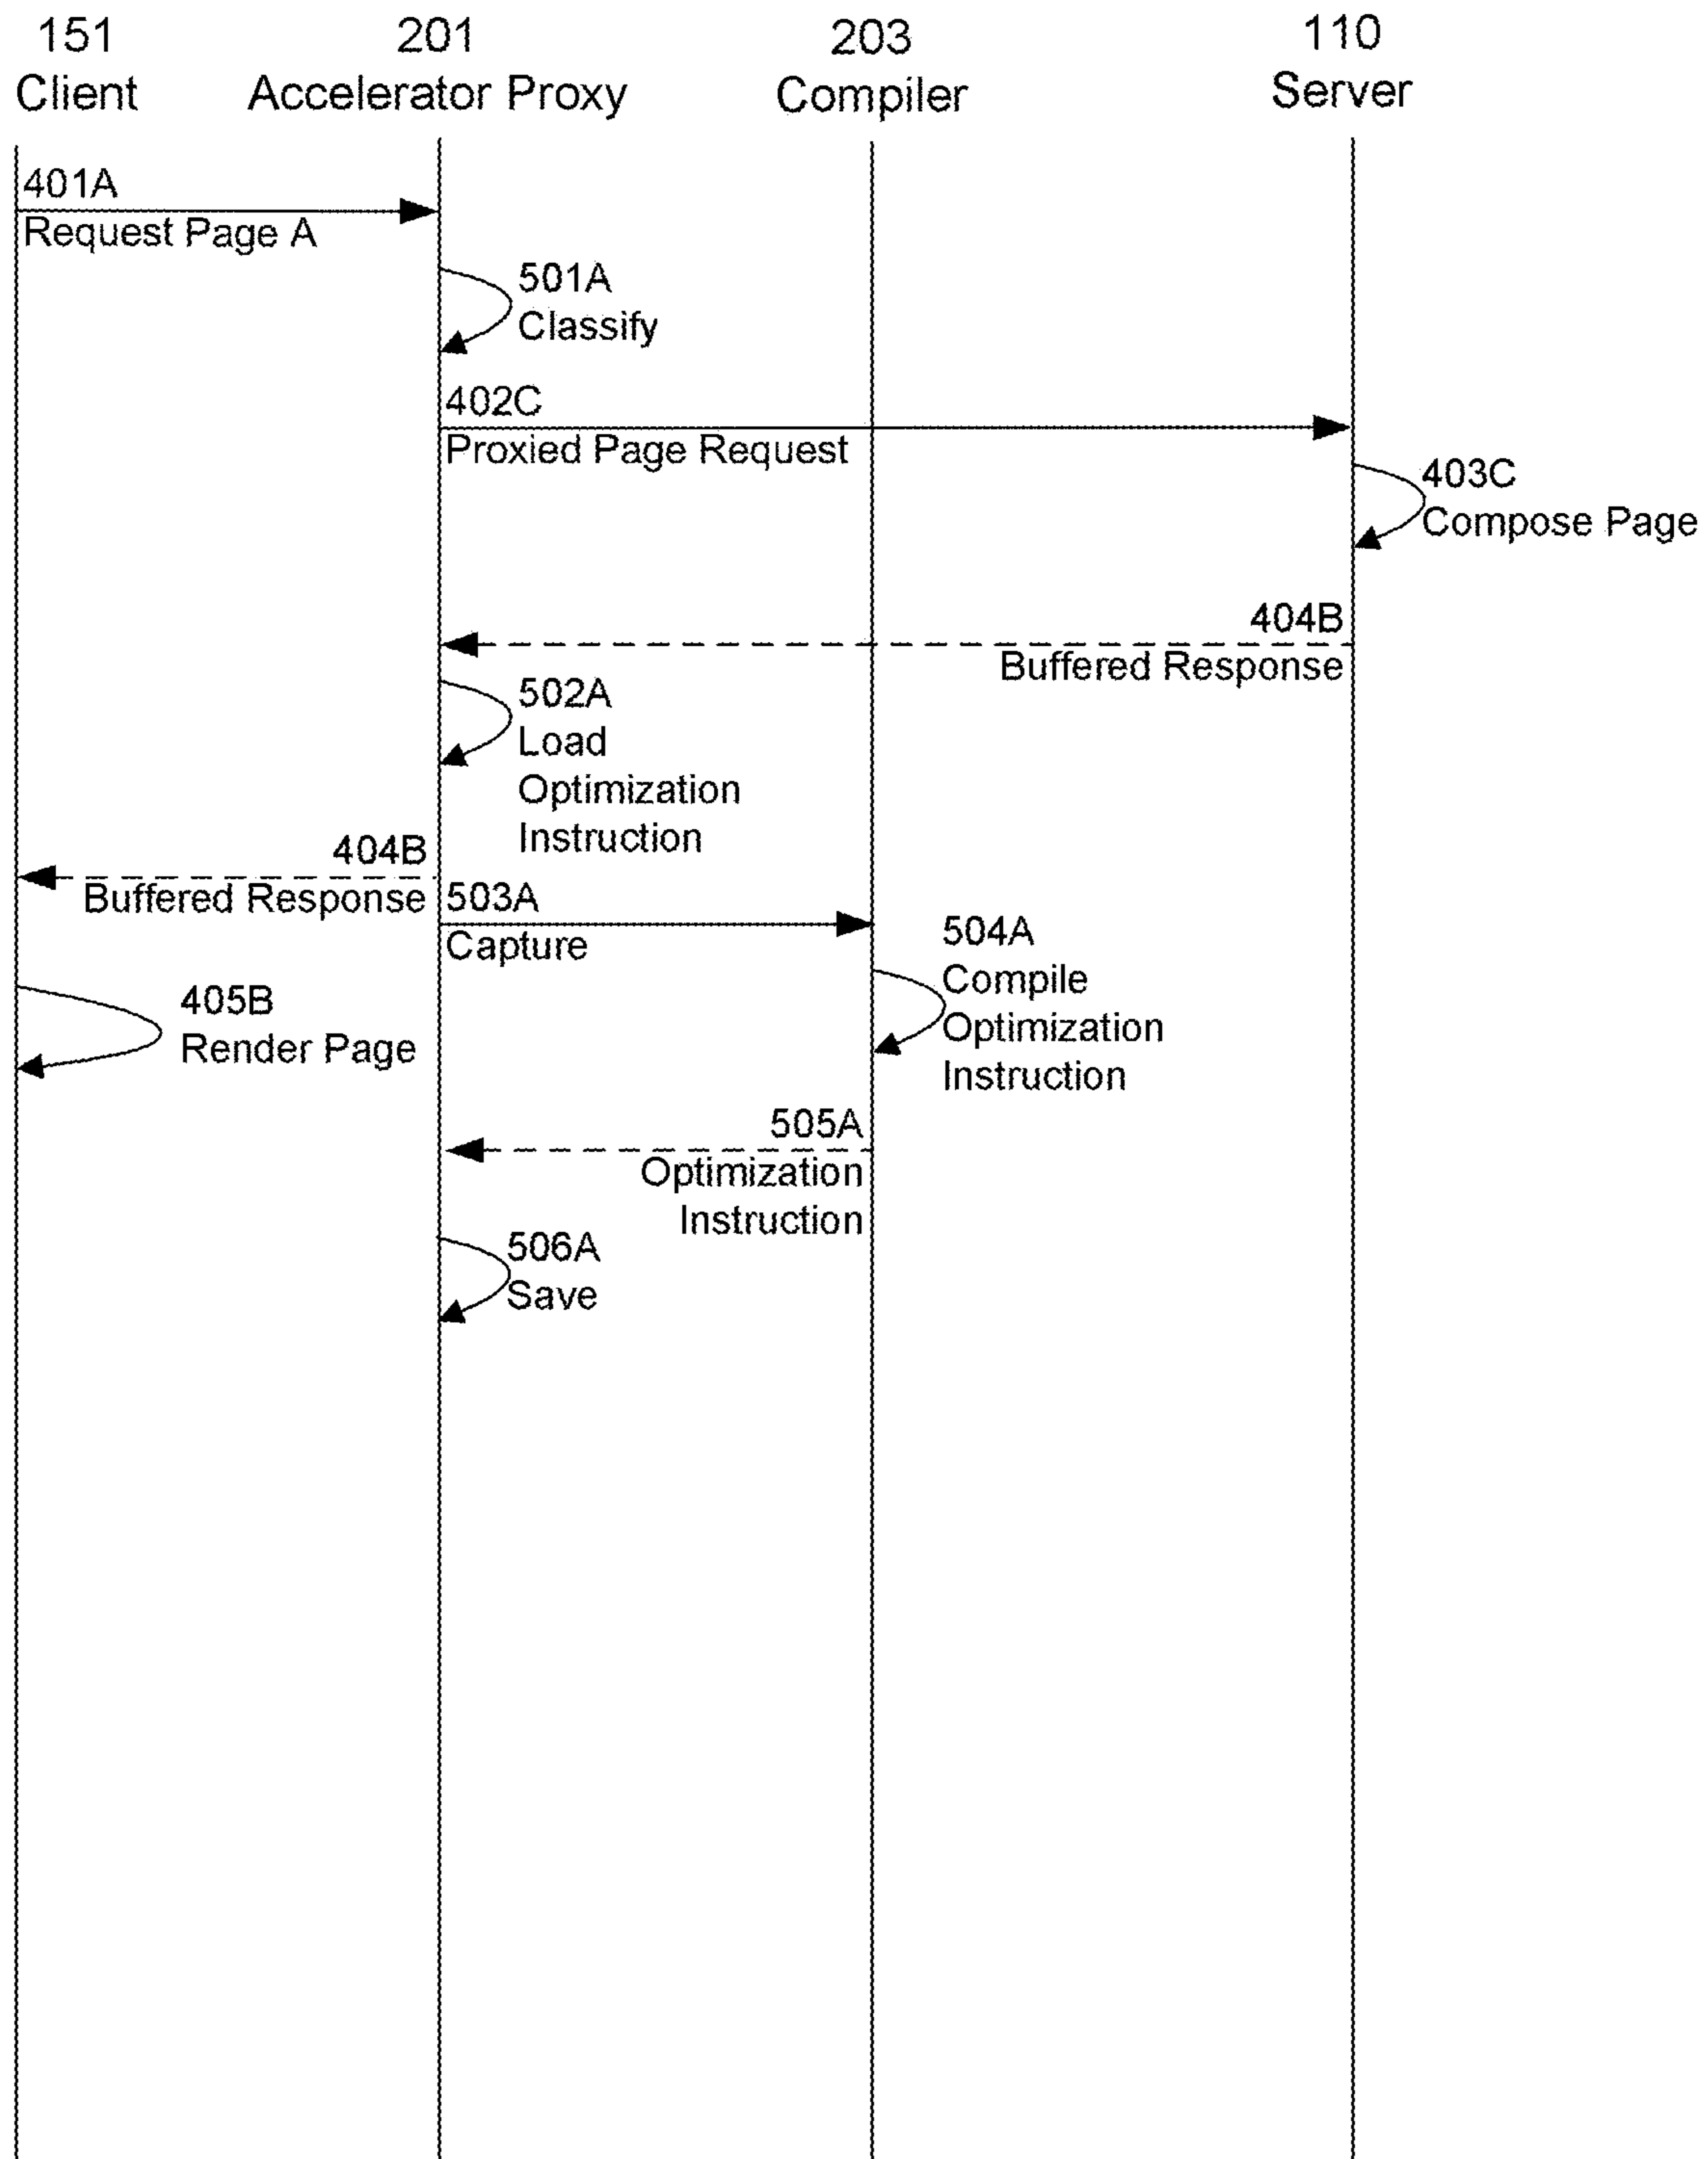 151
Client
201
Accelerator Proxy
203
Compiler
110
Server
401A
Request Page A
501A
Classify
402C
Proxied Page Request
403C
Compose Page
404B
Buffered Response
502A
Load
Optimization
Instruction
404B
Buffered Response
503A
Capture
504A
Compile
Optimization
Instruction
405B
Render Page
505A
Optimization
Instruction
506A
Save